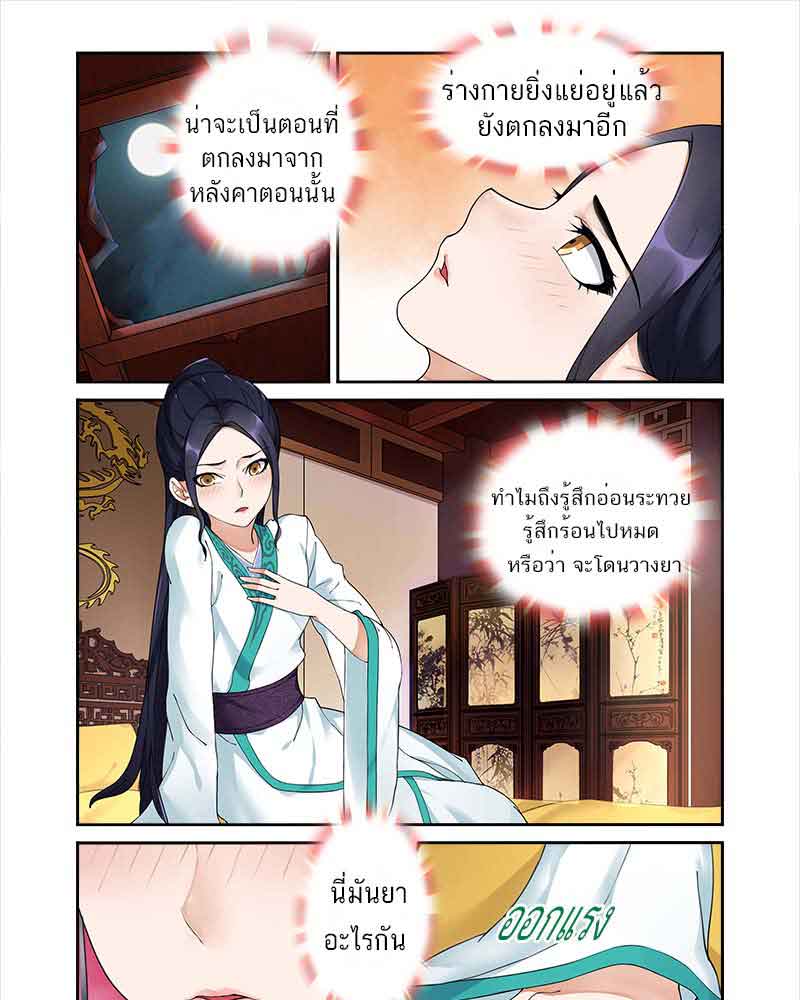 น่าจะเป็นตอนที่
ตกลงมาจาก
หลังคาตอนนั้น
ร่างกายยิ่งแย่อยู่แล้ว
ยังตกลงมาอีก
ทำไมถึงรู้สึกอ่อนระทวย
รู้สึกร้อนไปหมด
หรือว่า จะโดนวางยา
นี่มันยา
อะไรกัน
ออกแรง